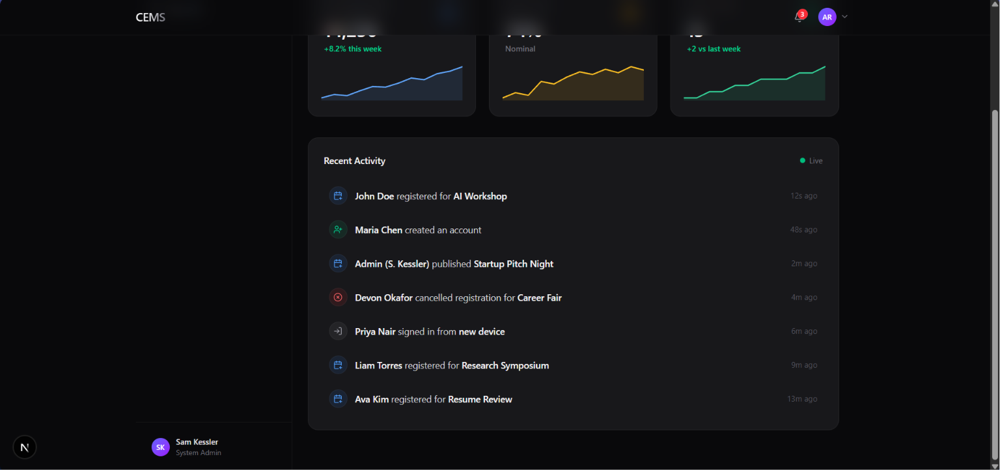 CEMS
3
AR
+8.2% this week
Nominal
+2 vs last week
Recent Activity
Live
John Doe registered for AI Workshop
12s ago
Maria Chen created an account
48s ago
Admin (S. Kessler) published Startup Pitch Night
2m ago
Devon Okafor cancelled registration for Career Fair
4m ago
Priya Nair signed in from new device
6m ago
Liam Torres registered for Research Symposium
9m ago
Ava Kim registered for Resume Review
13m ago
N
SK
Sam Kessler
System Admin